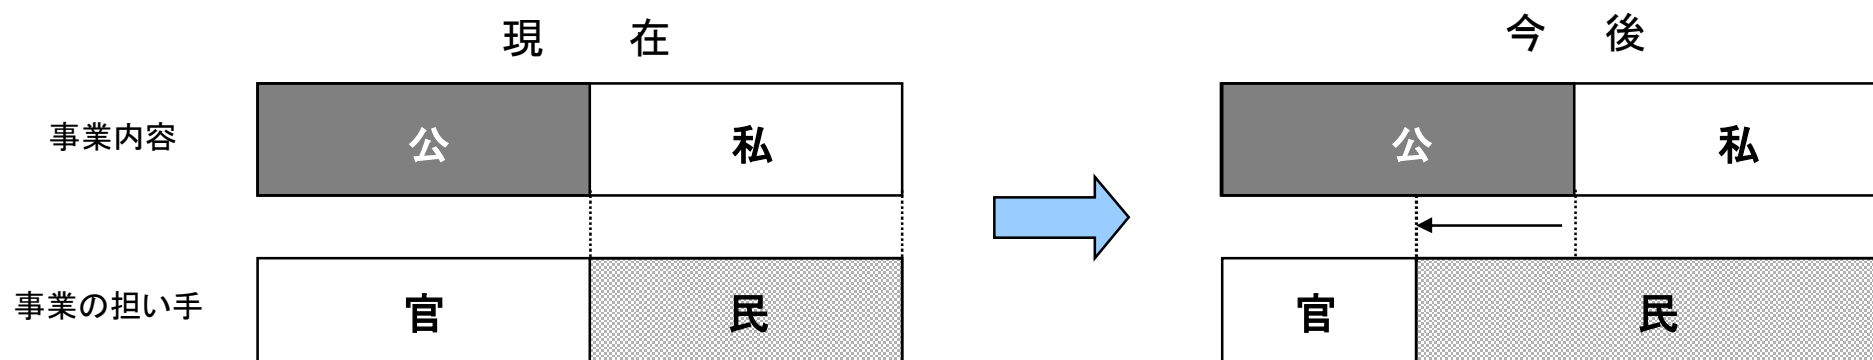 現 在 今 後
事業内容 公 私 公 私
事業の担い手 官 民 官 民